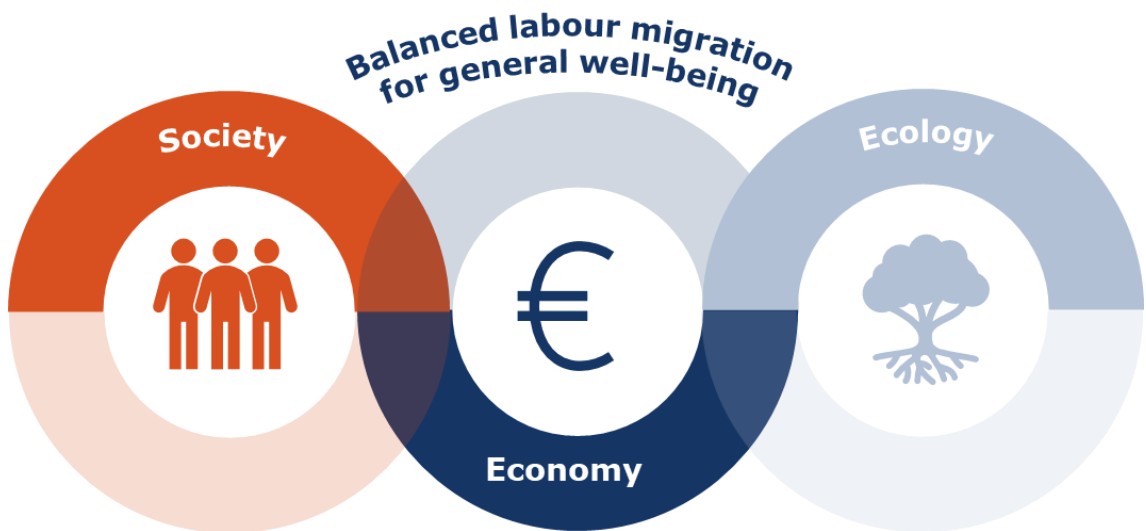 Balanced labour migration
for general well-being
Society
Ecology
€
Economy